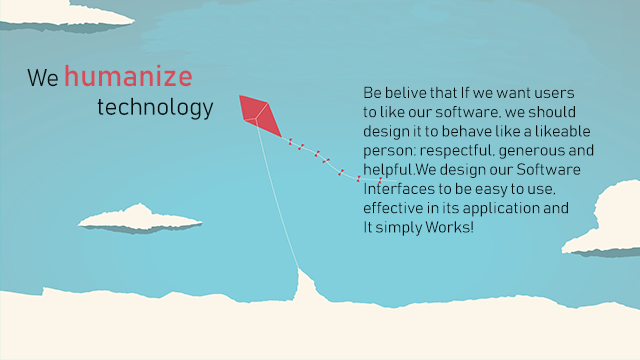 We humanize
technology
Be belive that If we want users
to like our software, we should
design it to behave like a likeable
person: respectful, generous and
helpful.We design our Software
Interfaces to be easy to use,
effective in its application and
It simply Works!